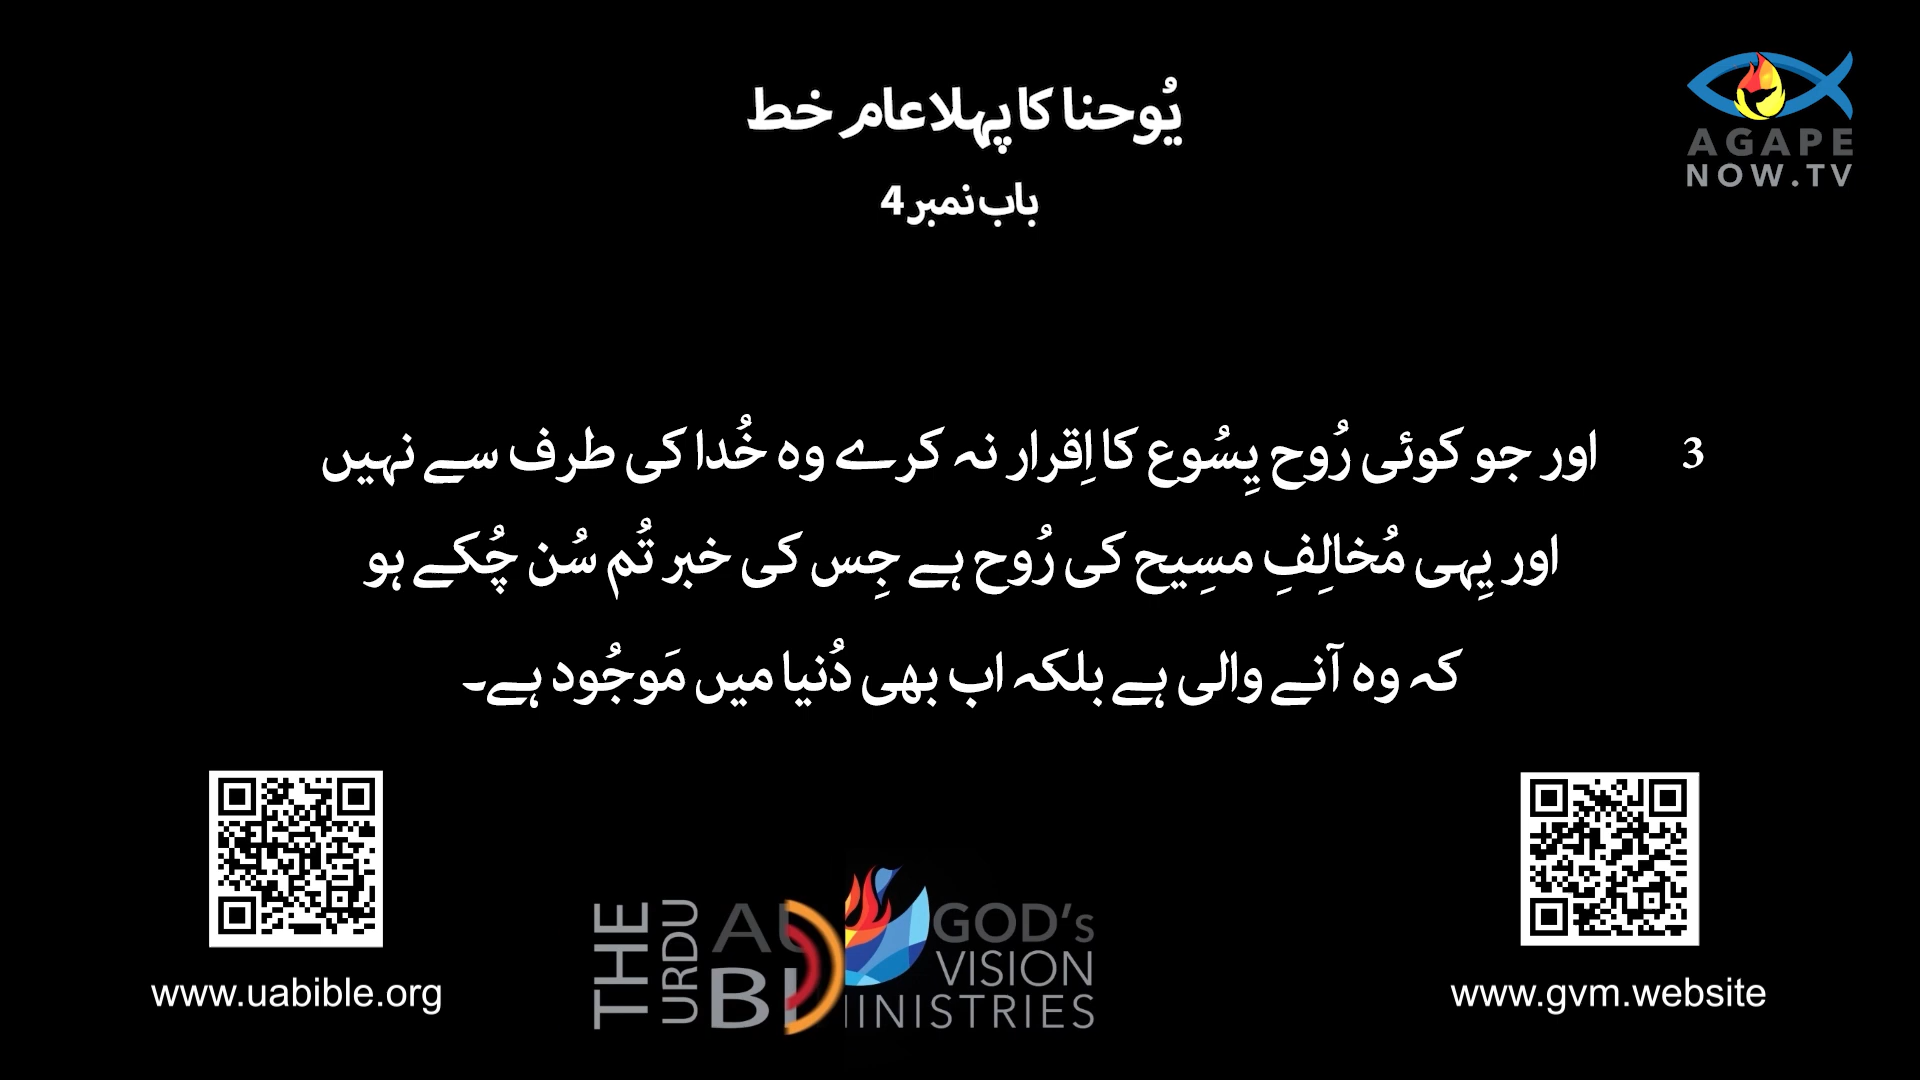 یُوحنا کا پہلا عام خط
باب نمبر 4
AGAPE
NOW.TV
3 اور جو کوئی رُوح یِسُوع کا اِقرار نہ کرے وہ خُدا کی طرف سے نہیں
اور یِہی مُخالِفِ مسِیح کی رُوح ہے جِس کی خبر تُم سُن چُکے ہو
کہ وہ آنے والی ہے بلکہ اب بھی دُنیا میں مَوجُود ہے۔
THE
URDU
AU
BI
GOD's
VISION
INISTRIES
www.uabible.org
www.gvm.website